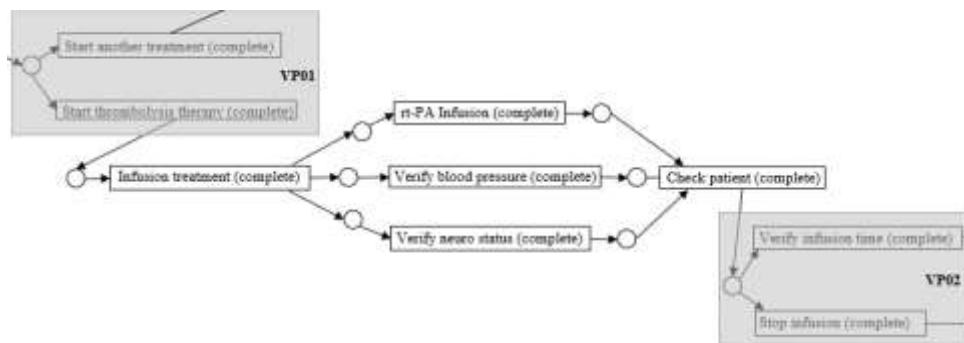 Start another treatment (complete)
VP01
Start thrombolysis therapy (complete)
rt-PA Infusion (complete)
Infusion treatment (complete)
Verify blood pressure (complete)
Check patient (complete)
Verify neuro status (complete)
Verify infusion time (complete)
VP02
Stop infusion (complete)